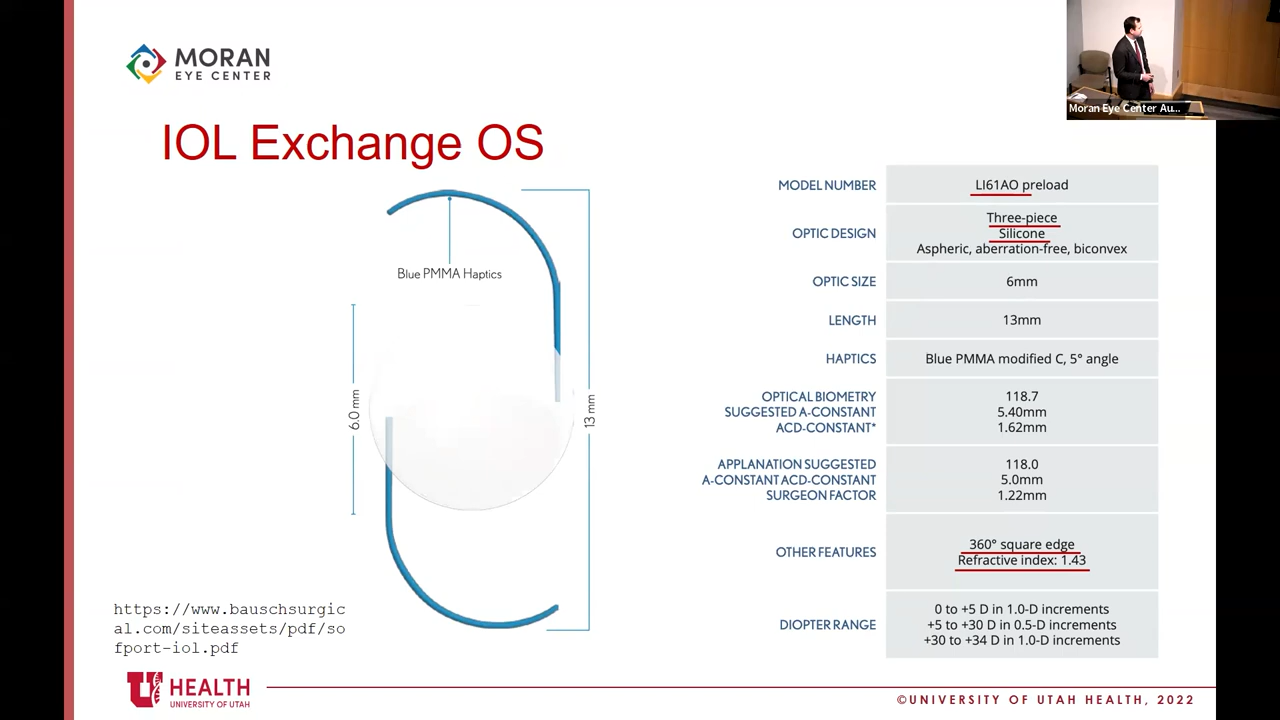 MORAN
EYE CENTER
Moran Eye Center Au...
IOL Exchange OS
Blue PMMA Haptics
6.0 mm
13 mm
MODEL NUMBER
LI61AO preload
OPTIC DESIGN
Three-piece
Silicone
Aspheric, aberration-free, biconvex
OPTIC SIZE
6mm
LENGTH
13mm
HAPTICS
Blue PMMA modified C, 5° angle
OPTICAL BIOMETRY
SUGGESTED A-CONSTANT
ACD-CONSTANT*
118.7
5.40mm
1.62mm
APPLANATION SUGGESTED
A-CONSTANT ACD-CONSTANT
SURGEON FACTOR
118.0
5.0mm
1.22mm
OTHER FEATURES
360° square edge
Refractive index: 1.43
DIOPTER RANGE
0 to +5 D in 1.0-D increments
+5 to +30 D in 0.5-D increments
+30 to +34 D in 1.0-D increments
https://www.bauschsurgic
al.com/siteassets/pdf/so
fport-iol.pdf
U HEALTH
UNIVERSITY OF UTAH
©UNIVERSITY OF UTAH HEALTH, 2022